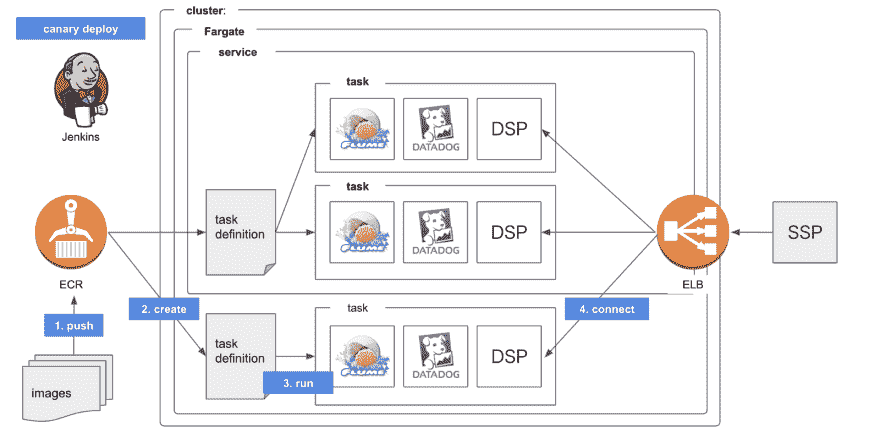 cluster:
canary deploy
Fargate
service
Jenkins
task
DATADOG
DSP
task
task
definition
DATADOG
DSP
SSP
ECR
ELB
2. create
task
4. connect
1. push
task
definition
DATADOG
DSP
3. run
images